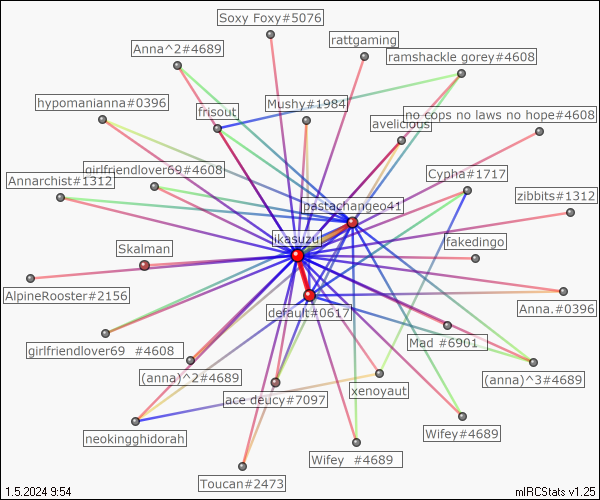 Soxy Foxy#5076
rattgaming
Anna^2#4689
ramshackle gorey#4608
hypomanianna#0396
frisout
Mushy#1984
avelicious
no cops no laws no hope#4608
girlfriendlover69#4608
Annarchist#1312
Cypha#1717
zibbits#1312
pastachangeo41
ikasuzu
Skalman
fakedingo
AlpineRooster#2156
default#0617
Anna.#0396
girlfriendlover69 #4608
Mad #6901
(anna)^2#4689
(anna)^3#4689
ace deucy#7097
xenoyaut
neokingghidorah
Wifey#4689
Wifey #4689
Toucan#2473
1.5.2024 9:54
mIRCStats v1.25